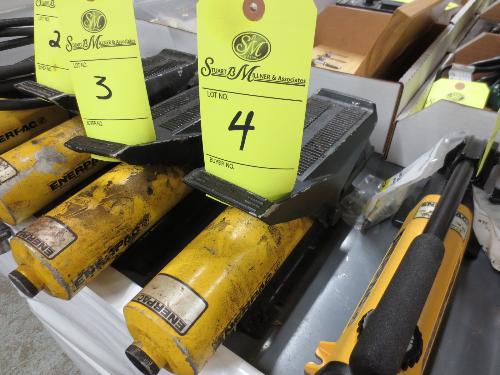 2
SM
Stuart B. Millner & Associates
LOT NO.
3
BUYER NO.
SM
Stuart B. Millner & Associates
LOT NO.
4
BUYER NO.
ENERPAC
ENERPAC
ENERPAC
ENERPAC
ENERPAC